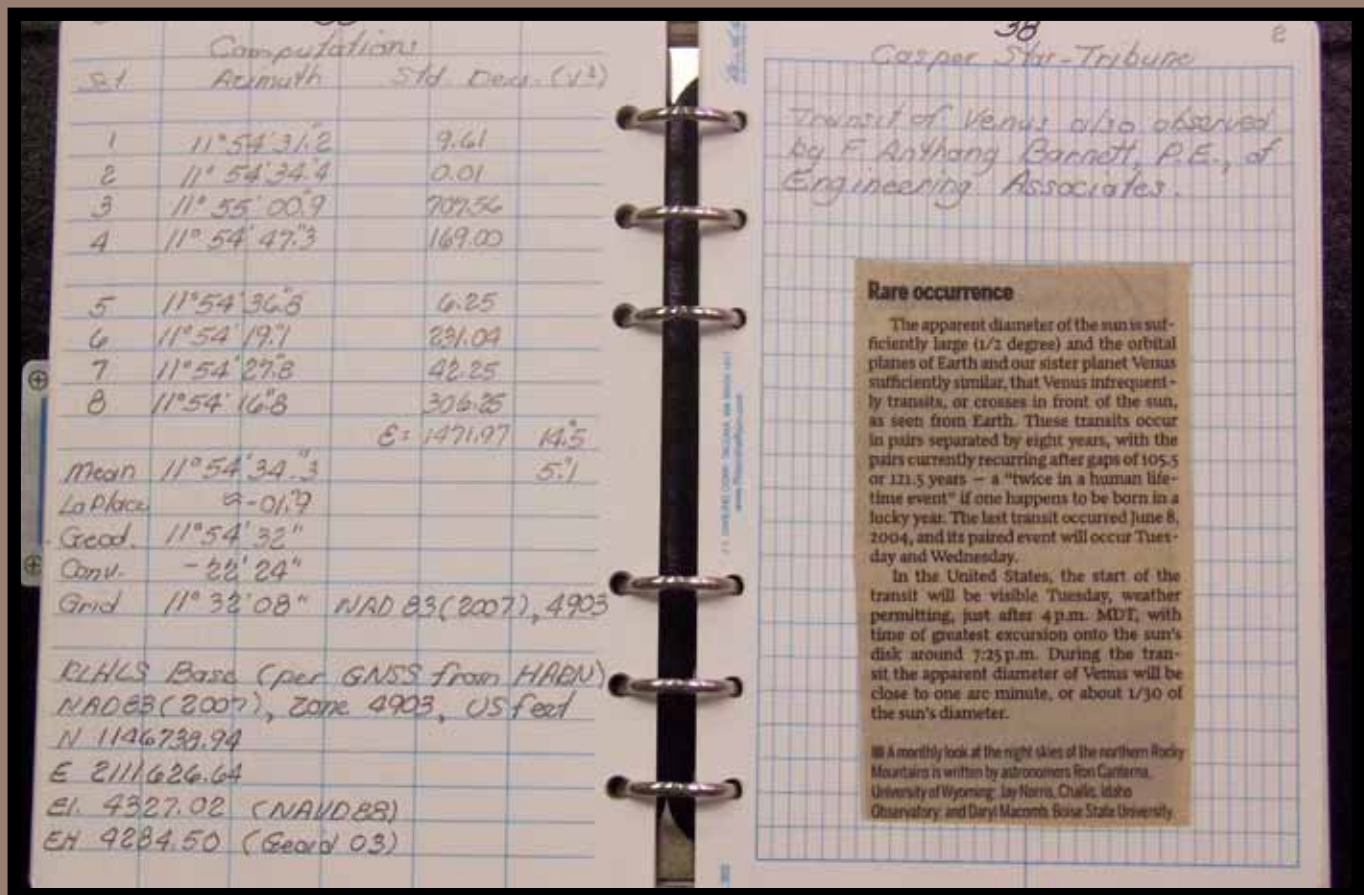 Computations
Set Azimuth Std. Dev. (v²)
1 11°54'31."2 9.61
2 11°54'34."4 0.01
3 11°55'00."9 707.56
4 11°54'47."3 169.00
5 11°54'36."8 6.25
6 11°54'19."1 231.04
7 11°54'27."8 42.25
8 11°54'16."8 306.25
Σ= 1471.97 14."5
Mean 11°54'34."3 5."1
LaPlace -01."9
Geod. 11°54'32"
Conv. -22'24"
Grid 11°32'08" NAD 83(2007), 4903
Base (per GNSS from HARN)
NAD83(2007), Zone 4903, US feet
N 1146739.94
E 2111626.64
El. 4327.02 (NAVD88)
EH 4284.50 (Geoid 03)
38
Casper Star-Tribune
Transit of Venus also observed
by F. Anthang Barnett, P.E., of
Engineering Associates.
Rare occurrence
The apparent diameter of the sun is suf-
ficiently large (1/2 degree) and the orbital
planes of Earth and our sister planet Venus
sufficiently similar, that Venus infrequent-
ly transits, or crosses in front of the sun,
as seen from Earth. These transits occur
in pairs separated by eight years, with the
pairs currently recurring after gaps of 105.5
or 121.5 years — a "twice in a human life-
time event" if one happens to be born in a
lucky year. The last transit occurred June 8,
2004, and its paired event will occur Tues-
day and Wednesday.
In the United States, the start of the
transit will be visible Tuesday, weather
permitting, just after 4 p.m. MDT, with
time of greatest excursion onto the sun's
disk around 7:25 p.m. During the tran-
sit the apparent diameter of Venus will be
close to one arc minute, or about 1/30 of
the sun's diameter.
A monthly look at the night skies of the northern Rocky
Mountains is written by astronomers Ron Canterna,
University of Wyoming; Jay Norris, Challis, Idaho
Observatory; and Daryl Macomb, Boise State University.